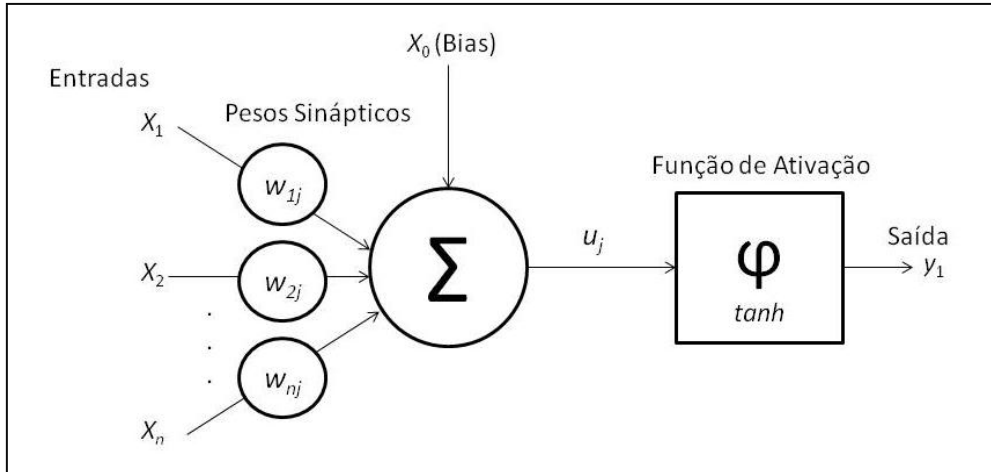 X0 (Bias)
Entradas
Pesos Sinápticos
X1
w1j
X2
w2j
.
.
.
wnj
Xn
Σ
uj
Função de Ativação
φ
tanh
Saída
y1